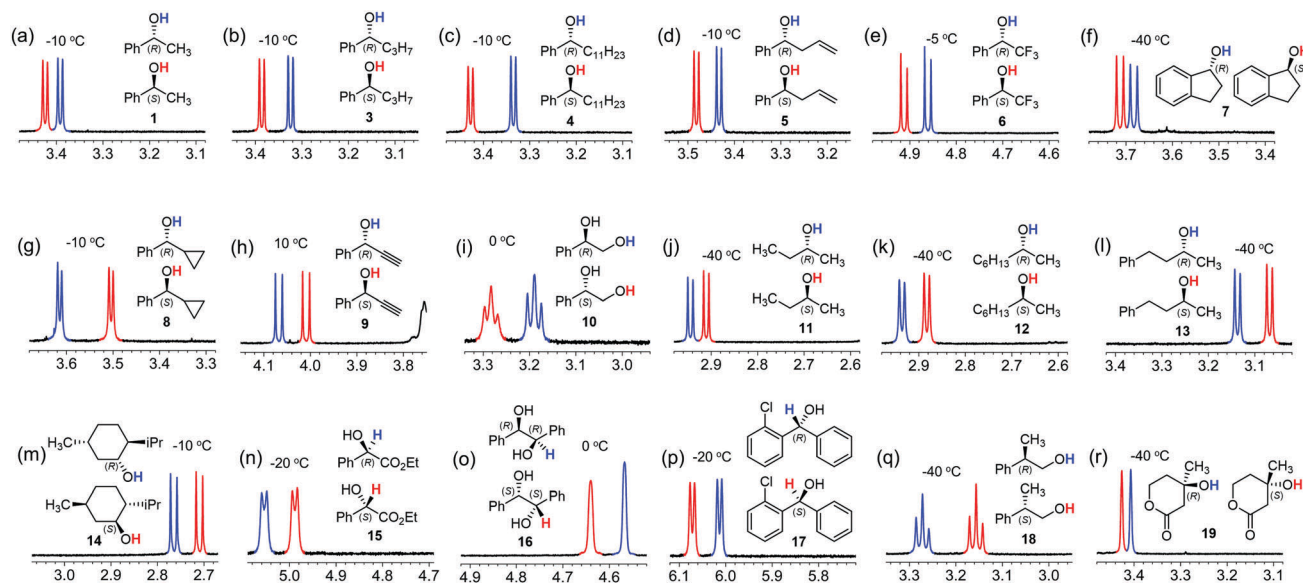 (a) -10 °C OH Ph (R) CH3
OH Ph (S) CH3
1
3.4 3.3 3.2 3.1
(b) -10 °C OH Ph (R) C3H7
OH Ph (S) C3H7
3
3.4 3.3 3.2 3.1
(c) -10 °C OH Ph (R) C11H23
OH Ph (S) C11H23
4
3.4 3.3 3.2 3.1
(d) -10 °C OH Ph (R)
OH Ph (S)
5
3.5 3.4 3.3 3.2
(e) -5 °C OH Ph (S) CF3
OH Ph (R) CF3
6
4.9 4.8 4.7 4.6
(f) -40 °C OH (R) (S)
7
3.7 3.6 3.5 3.4
(g) -10 °C OH Ph (R)
OH Ph (S)
8
3.6 3.5 3.4 3.3
(h) 10 °C OH Ph (R)
OH Ph (S)
9
4.1 4.0 3.9 3.8
(i) 0 °C OH Ph (R) OH
OH Ph (S) OH
10
3.3 3.2 3.1 3.0
(j) -40 °C OH H3C (R) CH3
OH H3C (S) CH3
11
2.9 2.8 2.7 2.6
(k) -40 °C OH C6H13 (R) CH3
OH C6H13 (S) CH3
12
2.9 2.8 2.7 2.6
(l) -40 °C OH Ph (R) CH3
OH Ph (S) CH3
13
3.4 3.3 3.2 3.1
(m) -10 °C H3C iPr (R) OH
H3C iPr (S) OH
14
3.0 2.9 2.8 2.7
(n) -20 °C HO H Ph (R) CO2Et
HO H Ph (S) CO2Et
15
5.0 4.9 4.8 4.7
(o) 0 °C OH (R) Ph Ph (R) HO H
OH (S) (S) Ph Ph OH H
16
4.9 4.8 4.7 4.6 4.5
(p) -20 °C Cl H OH (R)
Cl H OH (S)
17
6.1 6.0 5.9 5.8
(q) -40 °C CH3 Ph (R) OH
CH3 Ph (S) OH
18
3.3 3.2 3.1 3.0
(r) -40 °C CH3 OH (R) O O CH3 OH (S) O O
19
3.4 3.3 3.2 3.1